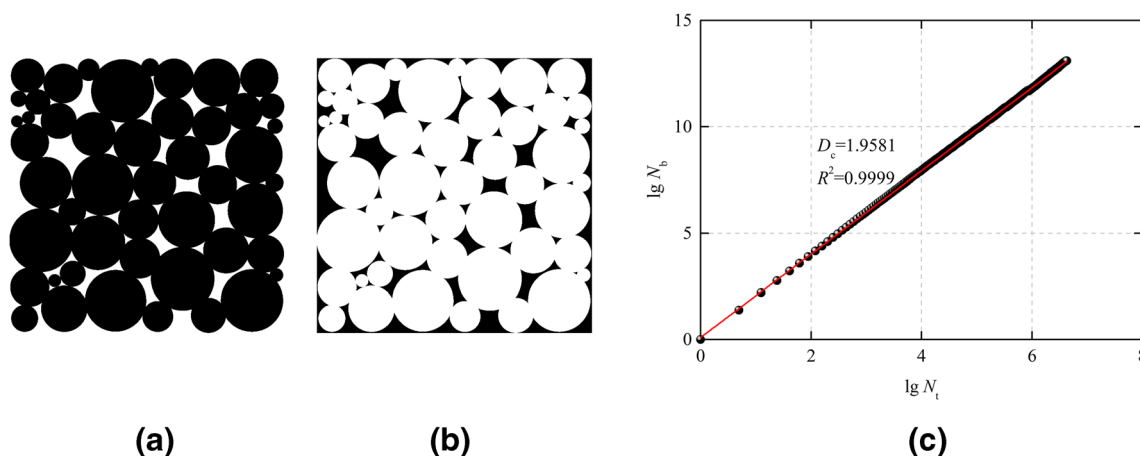 15
10
5
0
lg N_b
D_c=1.9581
R^2=0.9999
0 2 4 6 8
lg N_t
(a) (b) (c)